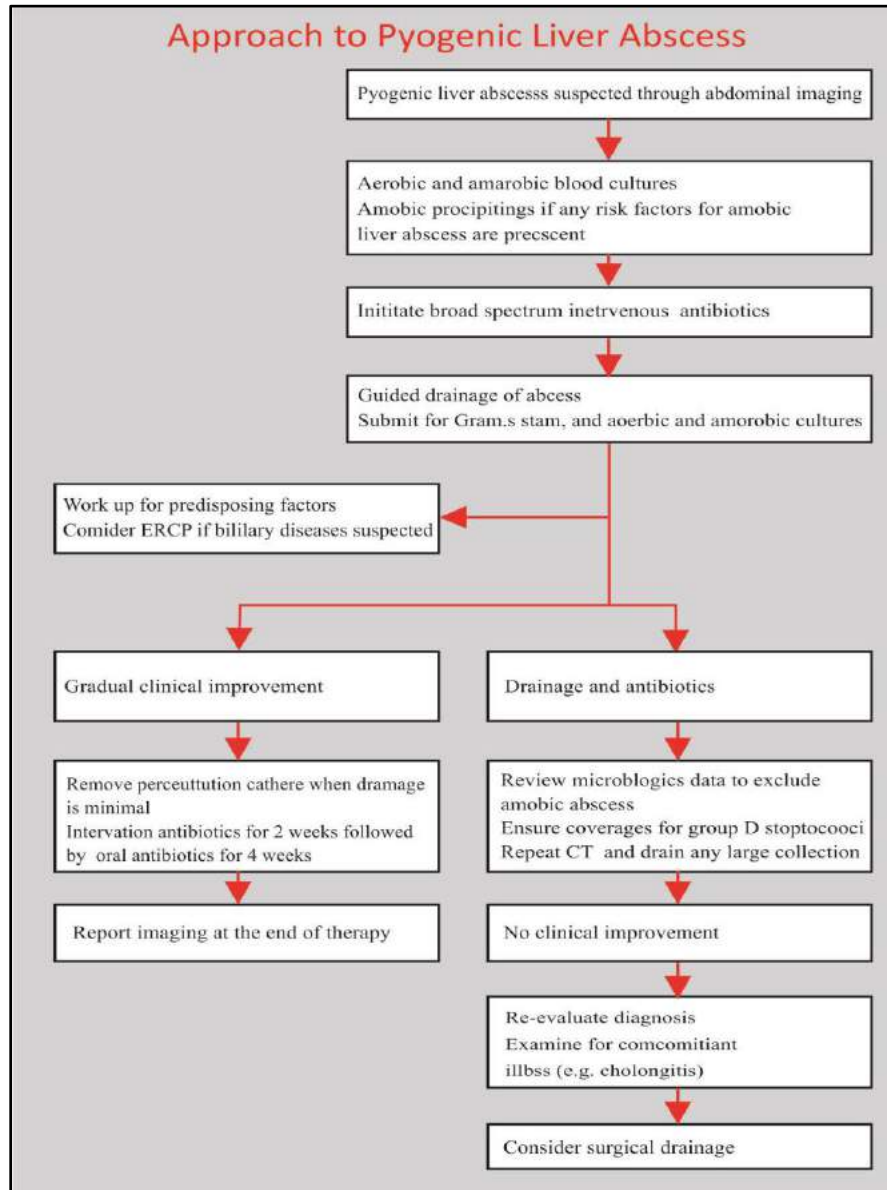 Approach to Pyogenic Liver Abscess
Pyogenic liver abscesss suspected through abdominal imaging
Aerobic and amarobic blood cultures
Amobic procipitings if any risk factors for amobic
liver abscess are precscent
Inititate broad spectrum inetrvenous antibiotics
Guided drainage of abcess
Submit for Gram.s stam, and aoerbic and amorobic cultures
Work up for predisposing factors
Comider ERCP if bililary diseases suspected
Gradual clinical improvement
Remove perceuttution cathere when dramage
is minimal
Intervation antibiotics for 2 weeks followed
by oral antibiotics for 4 weeks
Report imaging at the end of therapy
Drainage and antibiotics
Review microblogics data to exclude
amobic abscess
Ensure coverages for group D stoptocooci
Repeat CT and drain any large collection
No clinical improvement
Re-evaluate diagnosis
Examine for comcomitiant
illbss (e.g. cholongitis)
Consider surgical drainage